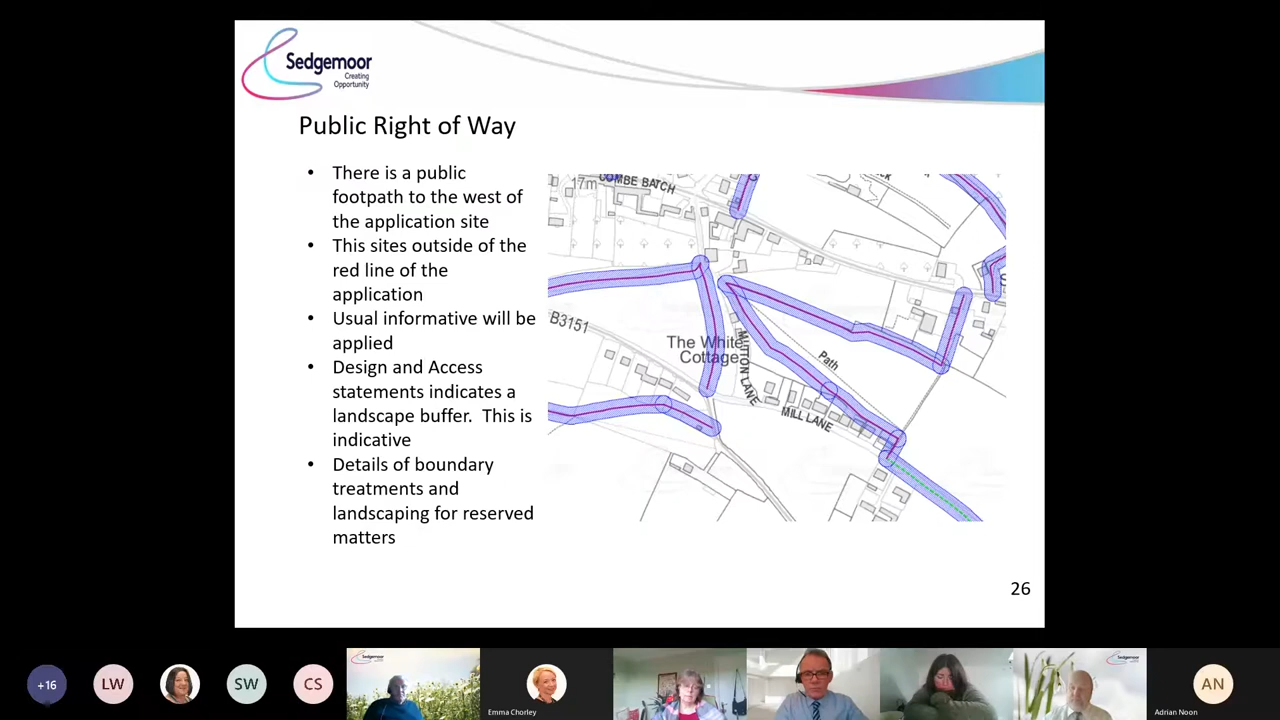 Sedgemoor
Creating
Opportunity
Public Right of Way
• There is a public
footpath to the west of
the application site
• This sites outside of the
red line of the
application
• Usual informative will be
applied
• Design and Access
statements indicates a
landscape buffer. This is
indicative
• Details of boundary
treatments and
landscaping for reserved
matters
17m
COMBE BATCH
B3151
The White
Cottage
MUTTON LANE
Path
MILL LANE
26
+16
LW
SW
CS
Sedgemoor
Emma Chorley
Sedgemoor
AN
Adrian Noon